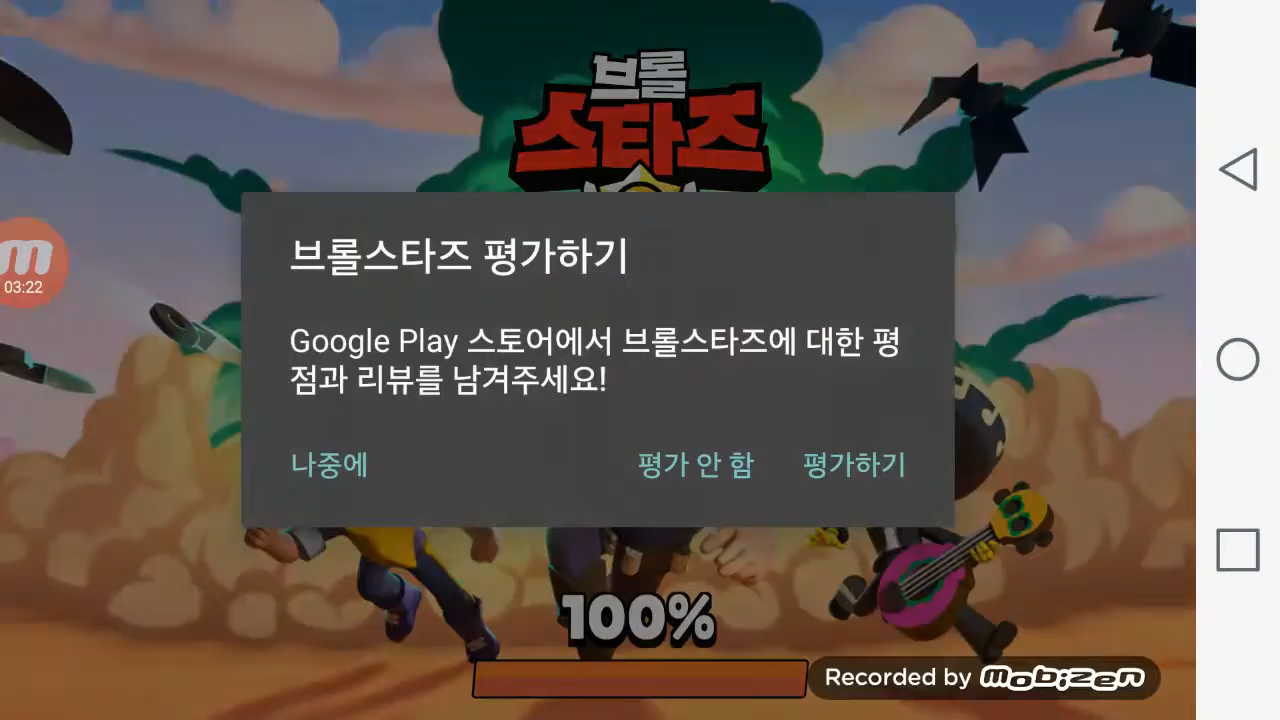 브롤
스타즈
m
03:22
브롤스타즈 평가하기
Google Play 스토어에서 브롤스타즈에 대한 평
점과 리뷰를 남겨주세요!
나중에 평가 안 함 평가하기
100%
Recorded by mobizen